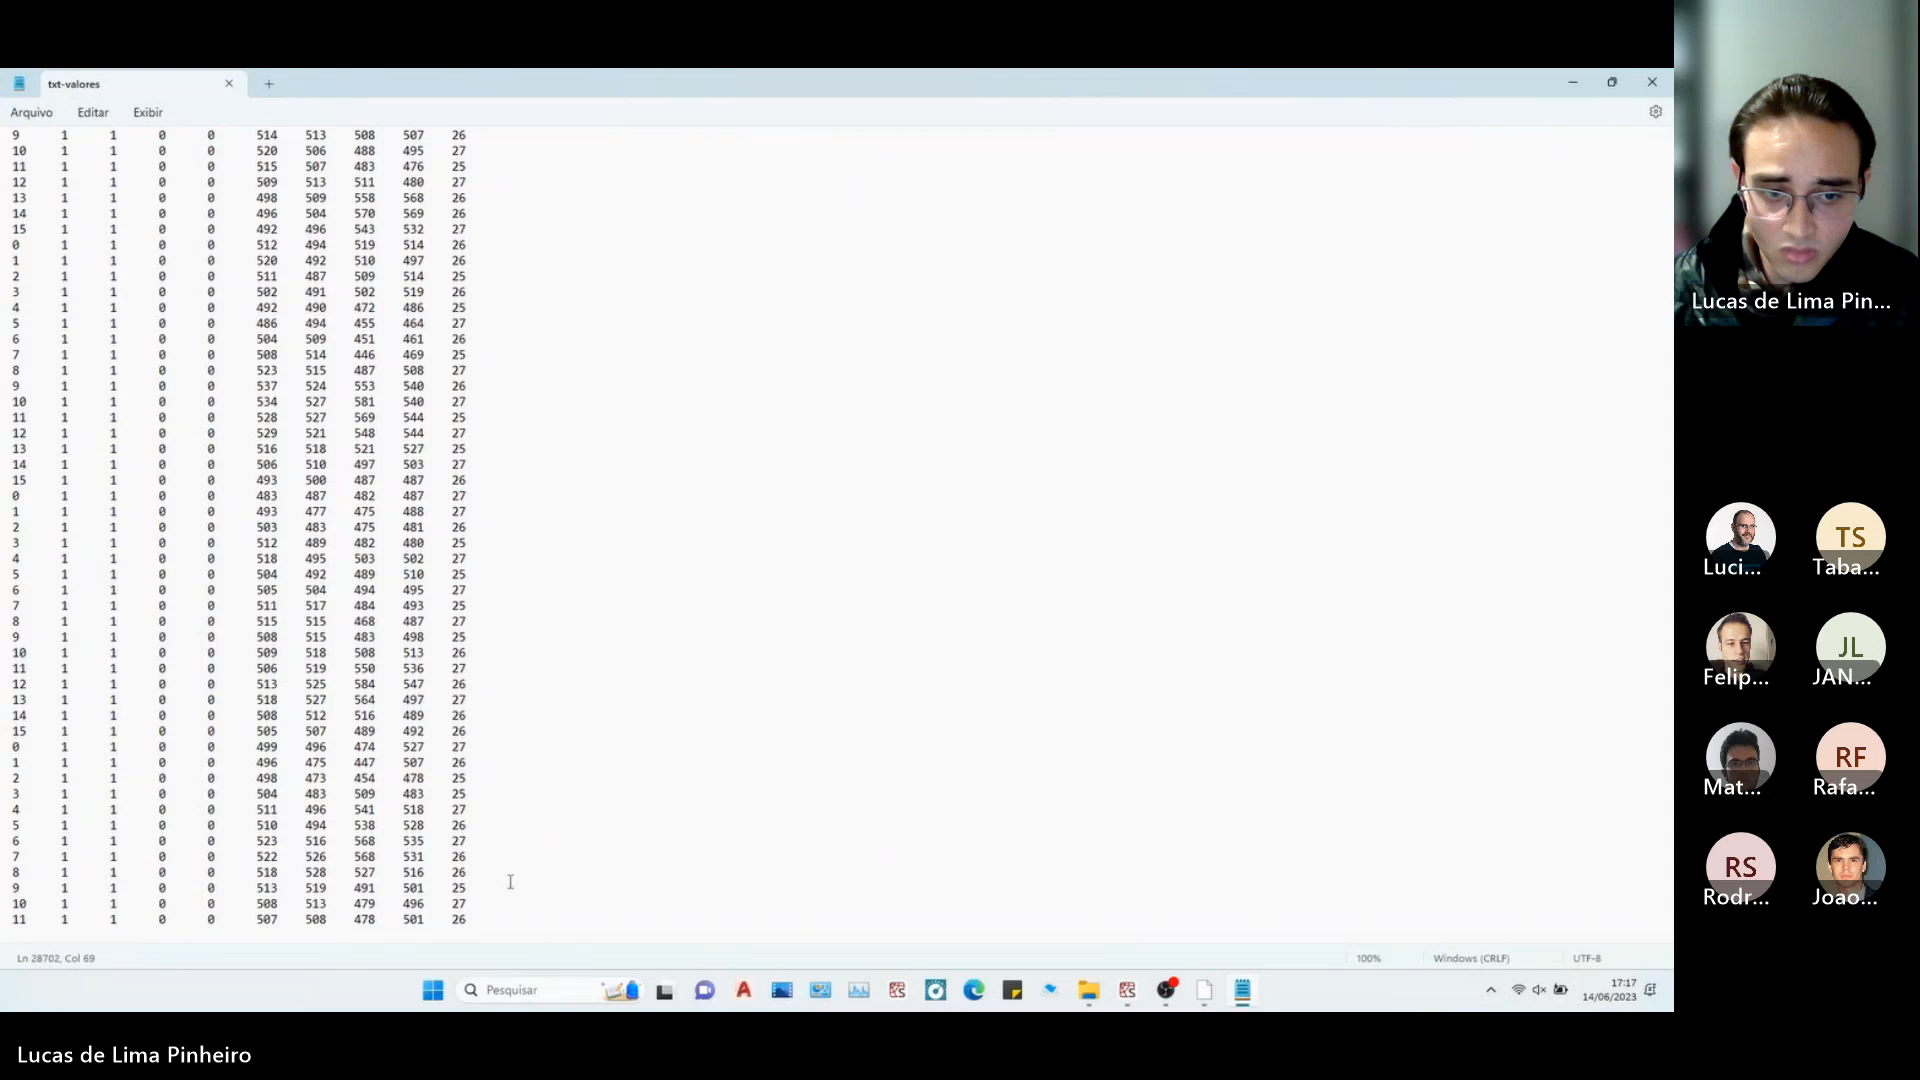 txt-valores
Arquivo Editar Exibir
9 1 1 0 0 514 513 508 507 26
10 1 1 0 0 520 506 488 495 27
11 1 1 0 0 515 507 483 476 25
12 1 1 0 0 509 513 511 480 27
13 1 1 0 0 498 509 558 568 26
14 1 1 0 0 496 504 570 569 26
15 1 1 0 0 492 496 543 532 27
0 1 1 0 0 512 494 519 514 26
1 1 1 0 0 520 492 510 497 26
2 1 1 0 0 511 487 509 514 25
3 1 1 0 0 502 491 502 519 26
4 1 1 0 0 492 490 472 486 25
5 1 1 0 0 486 494 455 464 27
6 1 1 0 0 504 509 451 461 26
7 1 1 0 0 508 514 446 469 25
8 1 1 0 0 523 515 487 508 27
9 1 1 0 0 537 524 553 540 26
10 1 1 0 0 534 527 581 540 27
11 1 1 0 0 528 527 569 544 25
12 1 1 0 0 529 521 548 544 27
13 1 1 0 0 516 518 521 527 25
14 1 1 0 0 506 510 497 503 27
15 1 1 0 0 493 500 487 487 26
0 1 1 0 0 483 487 482 487 27
1 1 1 0 0 493 477 475 488 27
2 1 1 0 0 503 483 475 481 26
3 1 1 0 0 512 489 482 480 25
4 1 1 0 0 518 495 503 502 27
5 1 1 0 0 504 492 489 510 25
6 1 1 0 0 505 504 494 495 27
7 1 1 0 0 511 517 484 493 25
8 1 1 0 0 515 515 468 487 27
9 1 1 0 0 508 515 483 498 25
10 1 1 0 0 509 518 508 513 26
11 1 1 0 0 506 519 550 536 27
12 1 1 0 0 513 525 584 547 26
13 1 1 0 0 518 527 564 497 27
14 1 1 0 0 508 512 516 489 26
15 1 1 0 0 505 507 489 492 26
0 1 1 0 0 499 496 474 527 27
1 1 1 0 0 496 475 447 507 26
2 1 1 0 0 498 473 454 478 25
3 1 1 0 0 504 483 509 483 25
4 1 1 0 0 511 496 541 518 27
5 1 1 0 0 510 494 538 528 26
6 1 1 0 0 523 516 568 535 27
7 1 1 0 0 522 526 568 531 26
8 1 1 0 0 518 528 527 516 26
9 1 1 0 0 513 519 491 501 25
10 1 1 0 0 508 513 479 496 27
11 1 1 0 0 507 508 478 501 26
Ln 28702, Col 69
100% Windows (CRLF) UTF-8
Pesquisar
17:17
14/06/2023
Lucas de Lima Pinheiro
Lucas de Lima Pin...
Luci...
TS
Taba...
Felip...
JL
JAN...
Mat...
RF
Rafa...
RS
Rodr...
Joao...